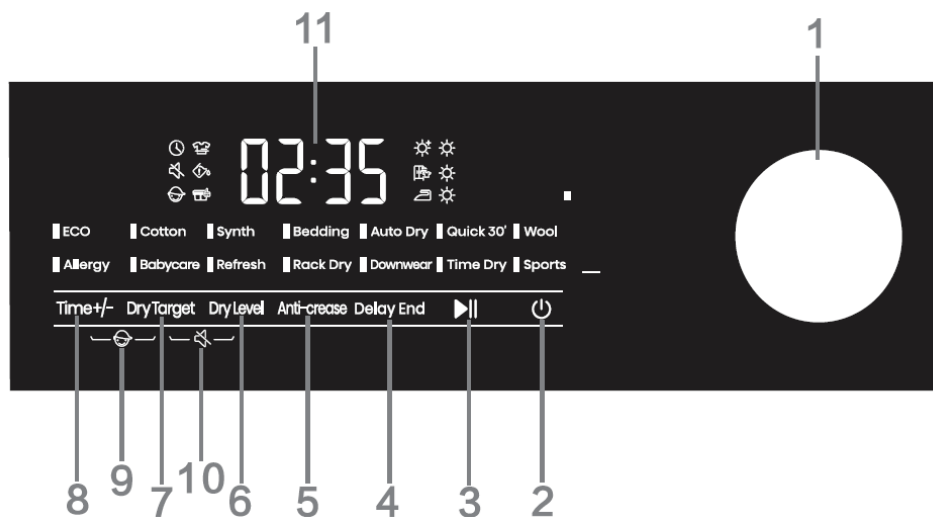 11
1
02:35
ECO Cotton Synth Bedding Auto Dry Quick 30' Wool
Allergy Babycare Refresh Rack Dry Downwear Time Dry Sports
Time+/- Dry Target Dry Level Anti-crease Delay End
8 9 7 10 6 5 4 3 2